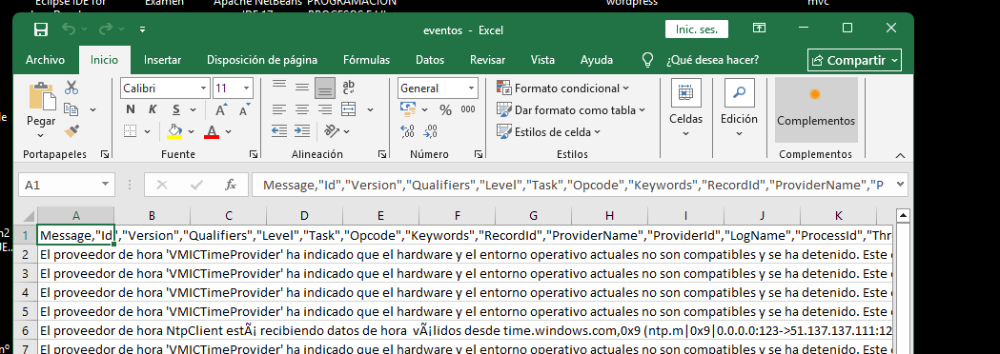 Eclipse IDE for Examen Apache NetBeans PROGRAMACION wordpress mvc
eventos - Excel Inic. ses.
Archivo Inicio Insertar Disposición de página Fórmulas Datos Revisar Vista Ayuda ¿Qué desea hacer? Compartir
Pegar Calibri 11 General Formato condicional Celdas Edición Complementos
N K S ab % 000 Dar formato como tabla
A A A Estilos de celda
Portapapeles Fuente Alineación Número Estilos Complementos
A1 fx Message,"Id","Version","Qualifiers","Level","Task","Opcode","Keywords","RecordId","ProviderName","P
A B C D E F G H I J K
1 Message,"Id","Version","Qualifiers","Level","Task","Opcode","Keywords","RecordId","ProviderName","ProviderId","LogName","ProcessId","Thr
2 El proveedor de hora 'VMICTimeProvider' ha indicado que el hardware y el entorno operativo actuales no son compatibles y se ha detenido. Este
3 El proveedor de hora 'VMICTimeProvider' ha indicado que el hardware y el entorno operativo actuales no son compatibles y se ha detenido. Este
4 El proveedor de hora 'VMICTimeProvider' ha indicado que el hardware y el entorno operativo actuales no son compatibles y se ha detenido. Este
5 El proveedor de hora 'VMICTimeProvider' ha indicado que el hardware y el entorno operativo actuales no son compatibles y se ha detenido. Este
6 El proveedor de hora NtpClient estÃ¡ recibiendo datos de hora vÃ¡lidos desde time.windows.com,0x9 (ntp.m|0x9|0.0.0.0:123->51.137.137.111:12
7 El proveedor de hora 'VMICTimeProvider' ha indicado que el hardware y el entorno operativo actuales no son compatibles y se ha detenido. Este